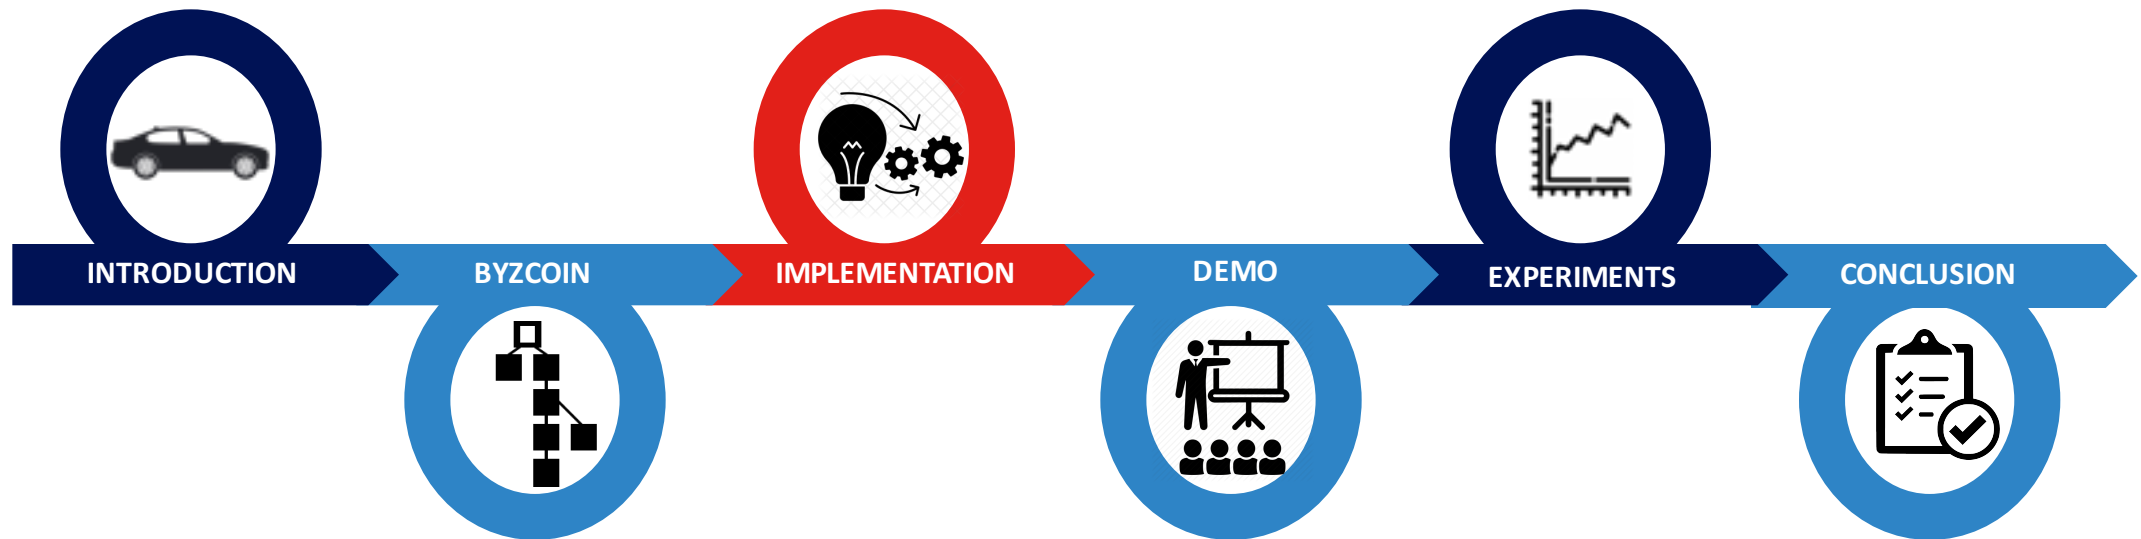 INTRODUCTION
BYZCOIN
IMPLEMENTATION
DEMO
EXPERIMENTS
CONCLUSION